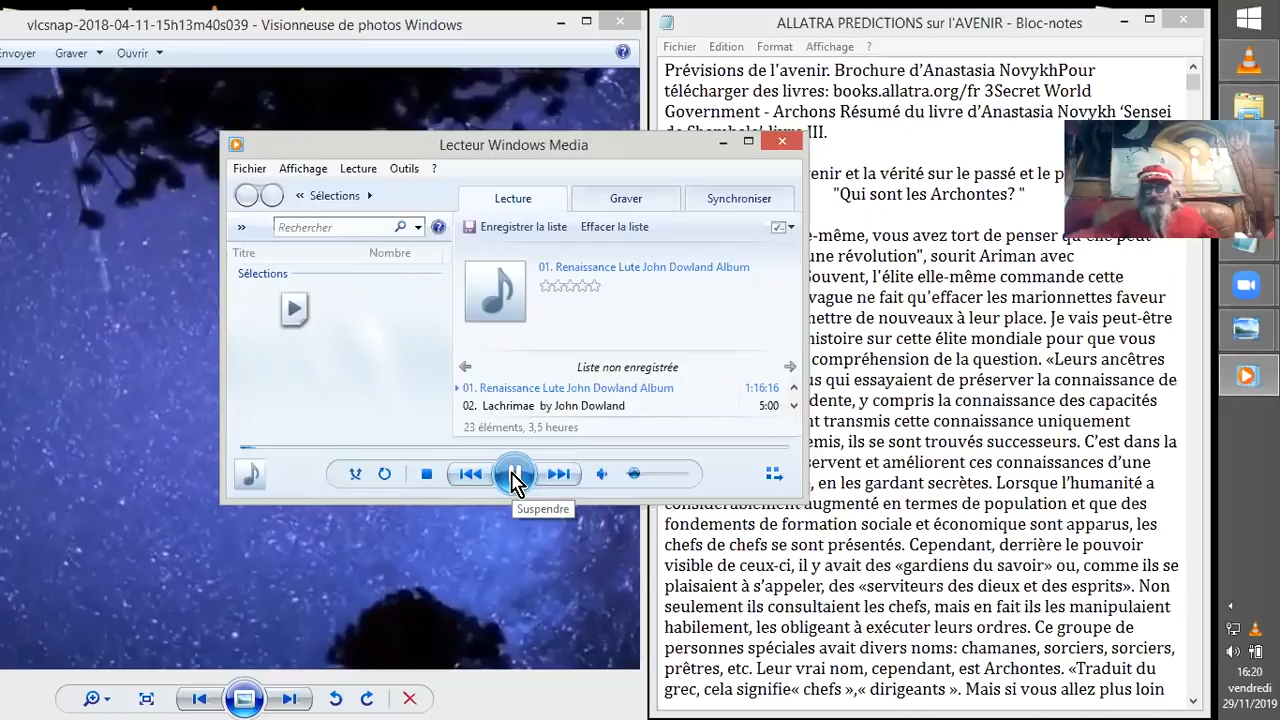 vlcsnap-2018-04-11-15h13m40s039 - Visionneuse de photos Windows
Envoyer Graver Ouvrir
ALLATRA PREDICTIONS sur l'AVENIR - Bloc-notes
Fichier Edition Format Affichage ?
Prévisions de l'avenir. Brochure d'Anastasia NovykhPour
télécharger des livres: books.allatra.org/fr 3Secret World
Government - Archons Résumé du livre d'Anastasia Novykh 'Sensei
III.
"Qui sont les Archontes? "
venir et la vérité sur le passé et le
-même, vous avez tort de penser
une révolution", sourit Ariman avec
Souvent, l'élite elle-même commande cette
vague ne fait qu'effacer les marionnettes faveur
mettre de nouveaux à leur place. Je vais peut-être
histoire sur cette élite mondiale pour que vous
compréhension de la question. «Leurs ancêtres
us qui essayaient de préserver la connaissance de
dente, y compris la connaissance des capacités
nt transmis cette connaissance uniquement
emis, ils se sont trouvés successeurs. C'est dans la
servent et améliorent ces connaissances d'une
, en les gardant secrètes. Lorsque l'humanité a
considérablement augmenté en termes de population et que des
fondements de formation sociale et économique sont apparus, les
chefs de chefs se sont présentés. Cependant, derrière le pouvoir
visible de ceux-ci, il y avait des «gardiens du savoir» ou, comme ils se
plaisaient à s'appeler, des «serviteurs des dieux et des esprits». Non
seulement ils consultaient les chefs, mais en fait ils les manipulaient
habilement, les obligeant à exécuter leurs ordres. Ce groupe de
personnes spéciales avait divers noms: chamanes, sorciers, sorciers,
prêtres, etc. Leur vrai nom, cependant, est Archontes. «Traduit du
grec, cela signifie« chefs »,« dirigeants ». Mais si vous allez plus loin
Lecteur Windows Media
Fichier Affichage Lecture Outils ?
« Sélections
Lecture Graver Synchroniser
» Rechercher
Enregistrer la liste Effacer la liste
Titre Nombre
Sélections
01. Renaissance Lute John Dowland Album
Liste non enregistrée
01. Renaissance Lute John Dowland Album 1:16:16
02. Lachrimae by John Dowland 5:00
23 éléments, 3,5 heures
Suspendre
16:20
vendredi
29/11/2019